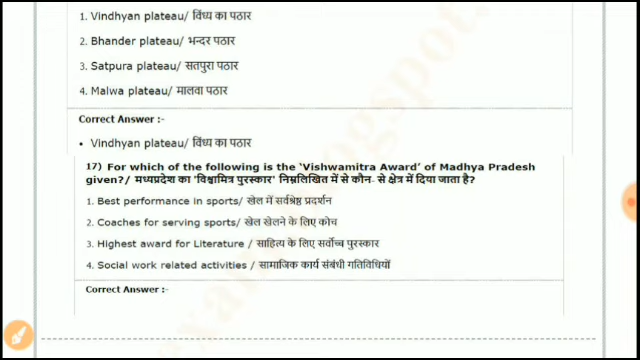 1. Vindhyan plateau/ विंध्य का पठार
2. Bhander plateau/ भन्दर पठार
3. Satpura plateau/ सतपुरा पठार
4. Malwa plateau/ मालवा पठार
Correct Answer :-
• Vindhyan plateau/ विंध्य का पठार
17) For which of the following is the 'Vishwamitra Award' of Madhya Pradesh
given?/ मध्यप्रदेश का 'विश्वामित्र पुरस्कार' निम्नलिखित में से कौन- से क्षेत्र में दिया जाता है?
1. Best performance in sports/ खेल में सर्वश्रेष्ठ प्रदर्शन
2. Coaches for serving sports/ खेल खेलने के लिए कोच
3. Highest award for Literature / साहित्य के लिए सर्वोच्च पुरस्कार
4. Social work related activities / सामाजिक कार्य संबंधी गतिविधियों
Correct Answer :-